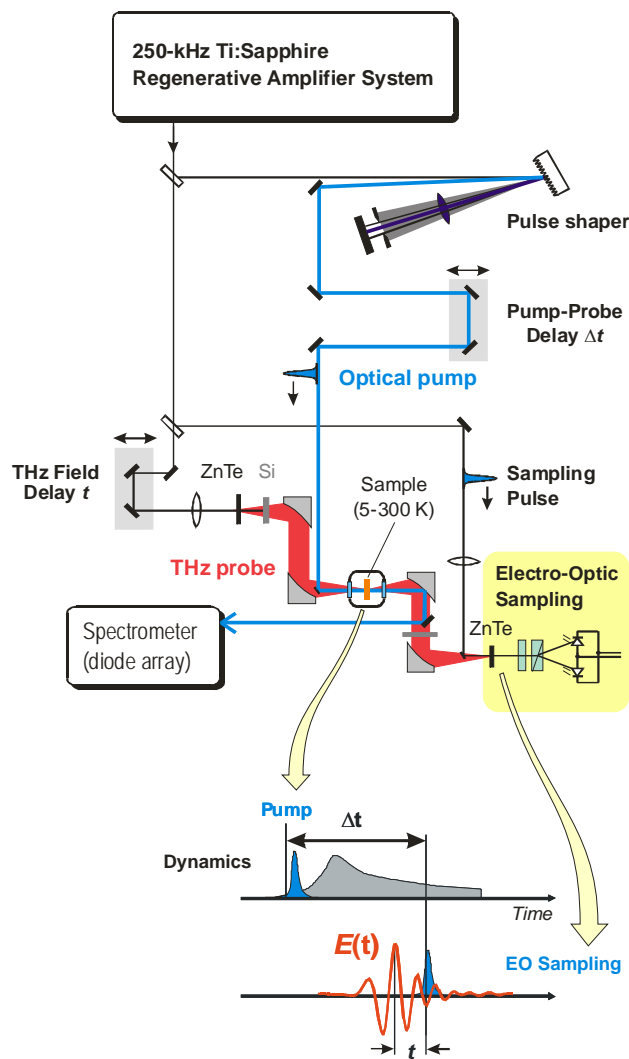 250-kHz Ti:Sapphire
Regenerative Amplifier System
Pulse shaper
Pump-Probe
Delay Δt
Optical pump
THz Field
Delay t
ZnTe
Si
Sample
(5-300 K)
Sampling
Pulse
THz probe
Electro-Optic
Sampling
ZnTe
Spectrometer
(diode array)
Pump
Δt
Dynamics
Time
E(t)
EO Sampling
t